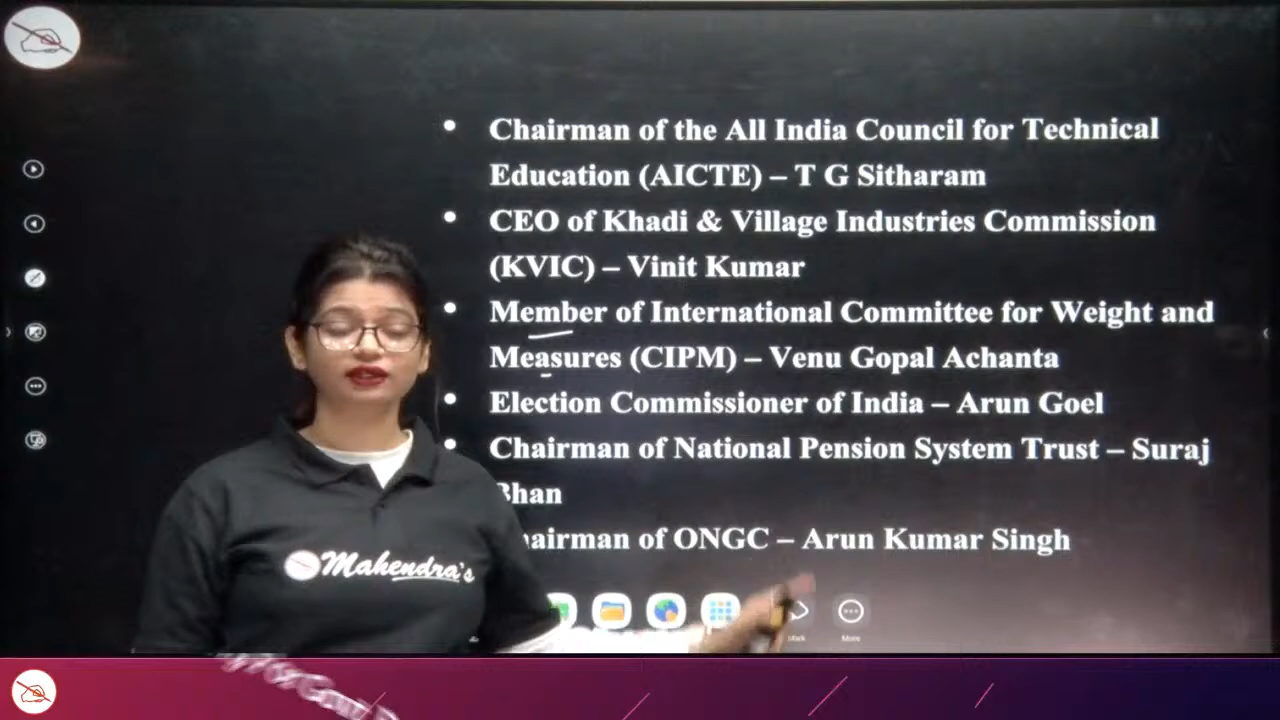 Chairman of the All India Council for Technical
Education (AICTE) – T G Sitharam
CEO of Khadi & Village Industries Commission
(KVIC) – Vinit Kumar
Member of International Committee for Weight and
Measures (CIPM) – Venu Gopal Achanta
Election Commissioner of India – Arun Goel
Chairman of National Pension System Trust – Suraj
Bhan
Chairman of ONGC – Arun Kumar Singh
Mahendra's
More